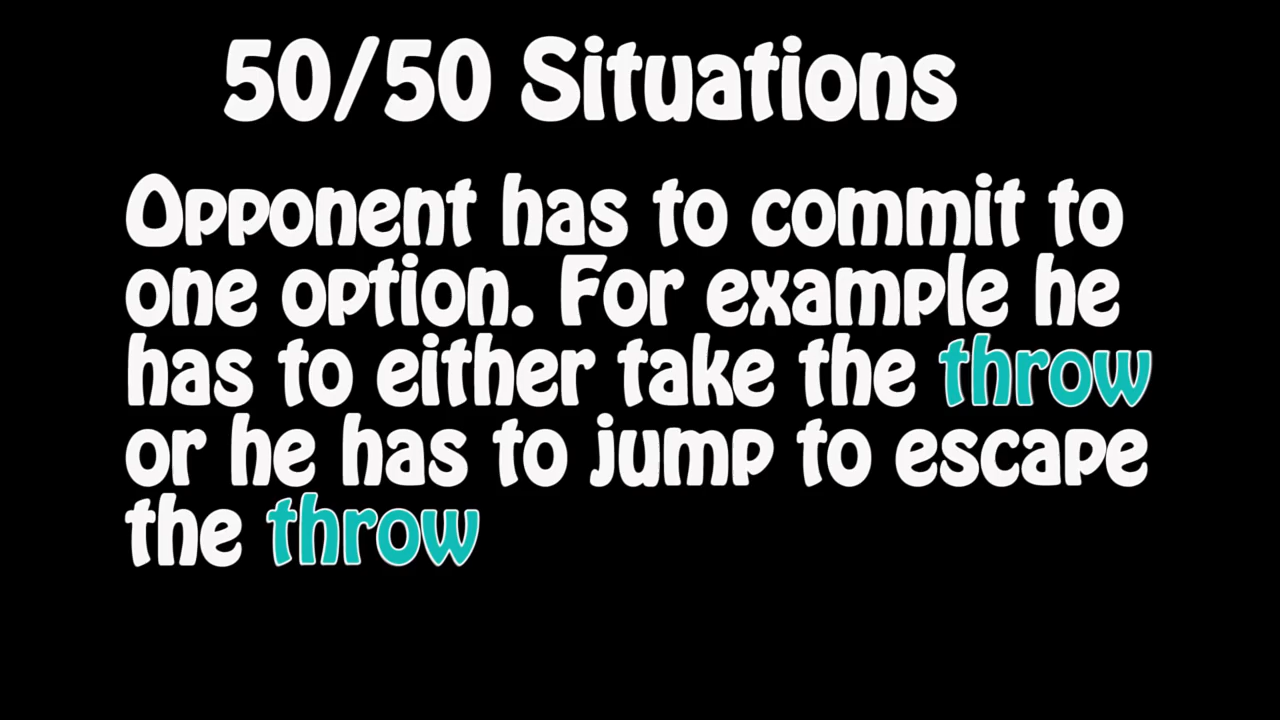 50/50 Situations
Opponent has to commit to
one option. For example he
has to either take the throw
or he has to jump to escape
the throw